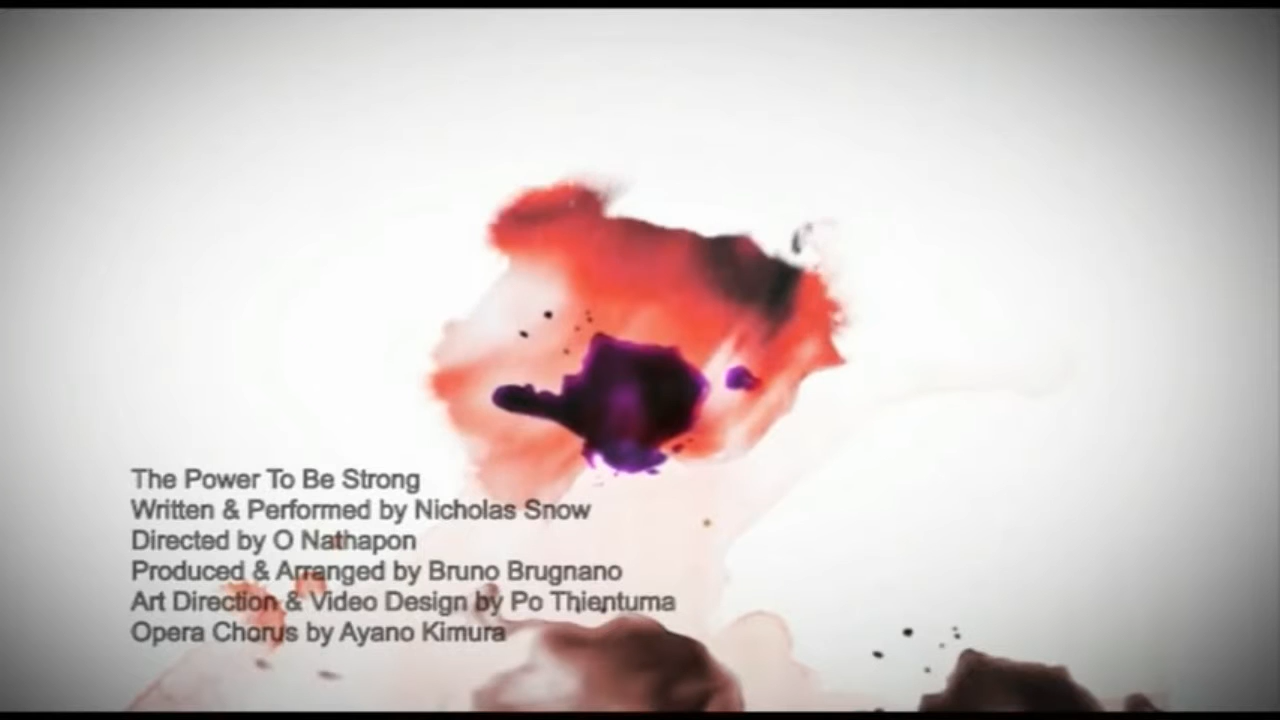 The Power To Be Strong
Written & Performed by Nicholas Snow
Directed by O Nathapon
Produced & Arranged by Bruno Brugnano
Art Direction & Video Design by Po Thientuma
Opera Chorus by Ayano Kimura